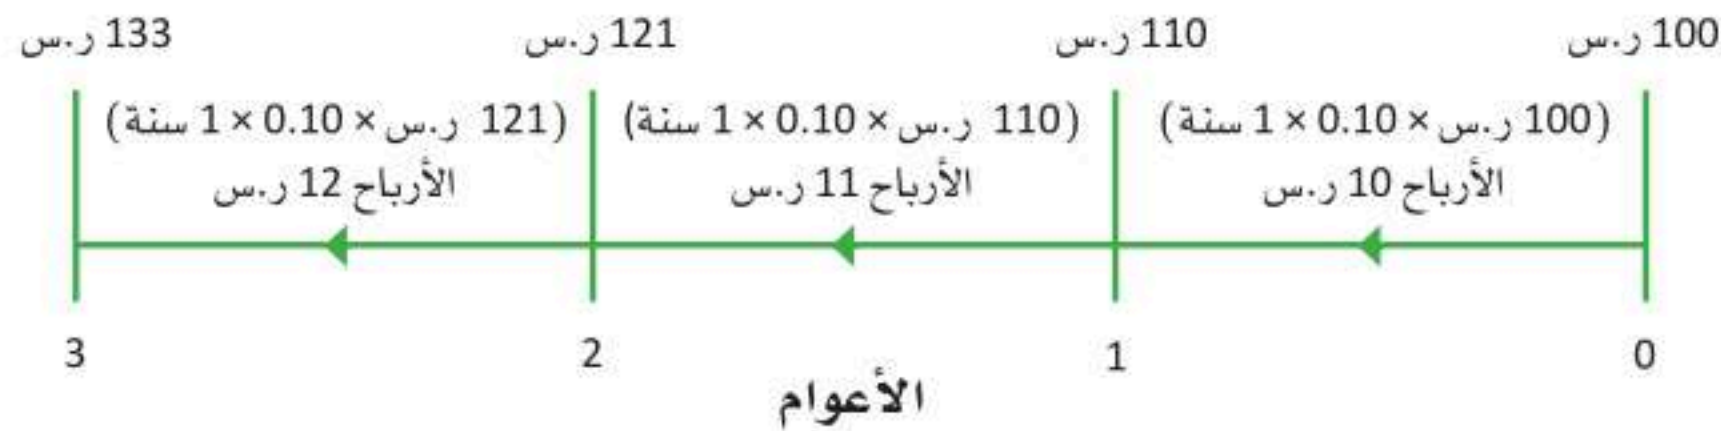 100 ر.س
110 ر.س
121 ر.س
133 ر.س
(100 ر.س × 0.10 × 1 سنة)
الأرباح 10 ر.س
(110 ر.س × 0.10 × 1 سنة)
الأرباح 11 ر.س
(121 ر.س × 0.10 × 1 سنة)
الأرباح 12 ر.س
0
1
2
3
الأعوام